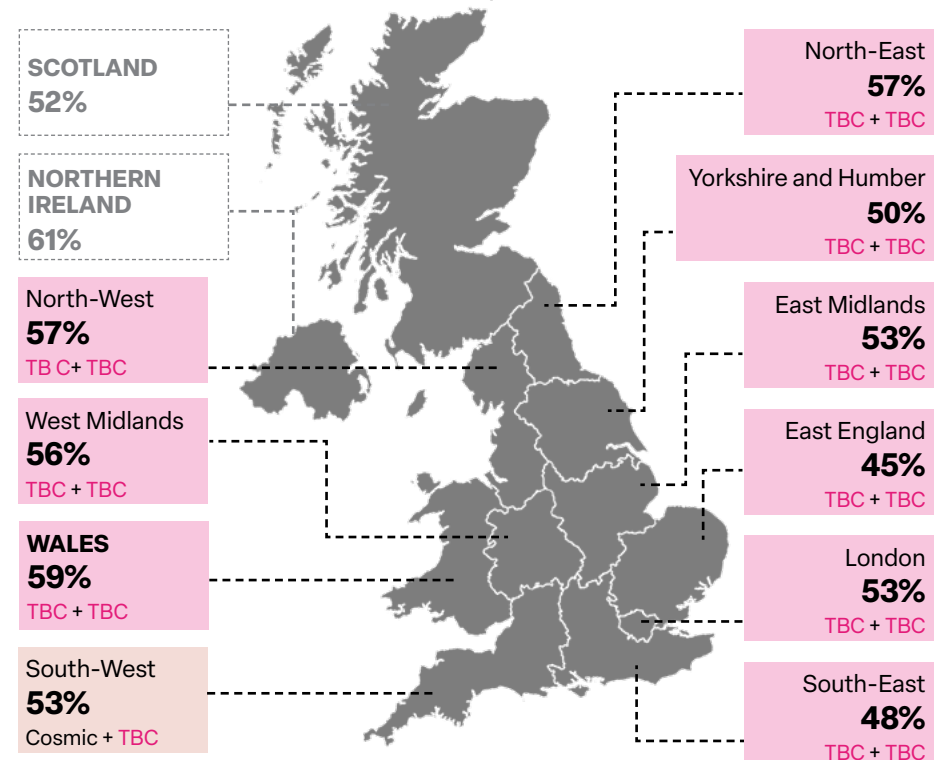 SCOTLAND
52%
NORTHERN
IRELAND
61%
North-West
57%
TB C+ TBC
West Midlands
56%
TBC + TBC
WALES
59%
TBC + TBC
South-West
53%
Cosmic + TBC
North-East
57%
TBC + TBC
Yorkshire and Humber
50%
TBC + TBC
East Midlands
53%
TBC + TBC
East England
45%
TBC + TBC
London
53%
TBC + TBC
South-East
48%
TBC + TBC